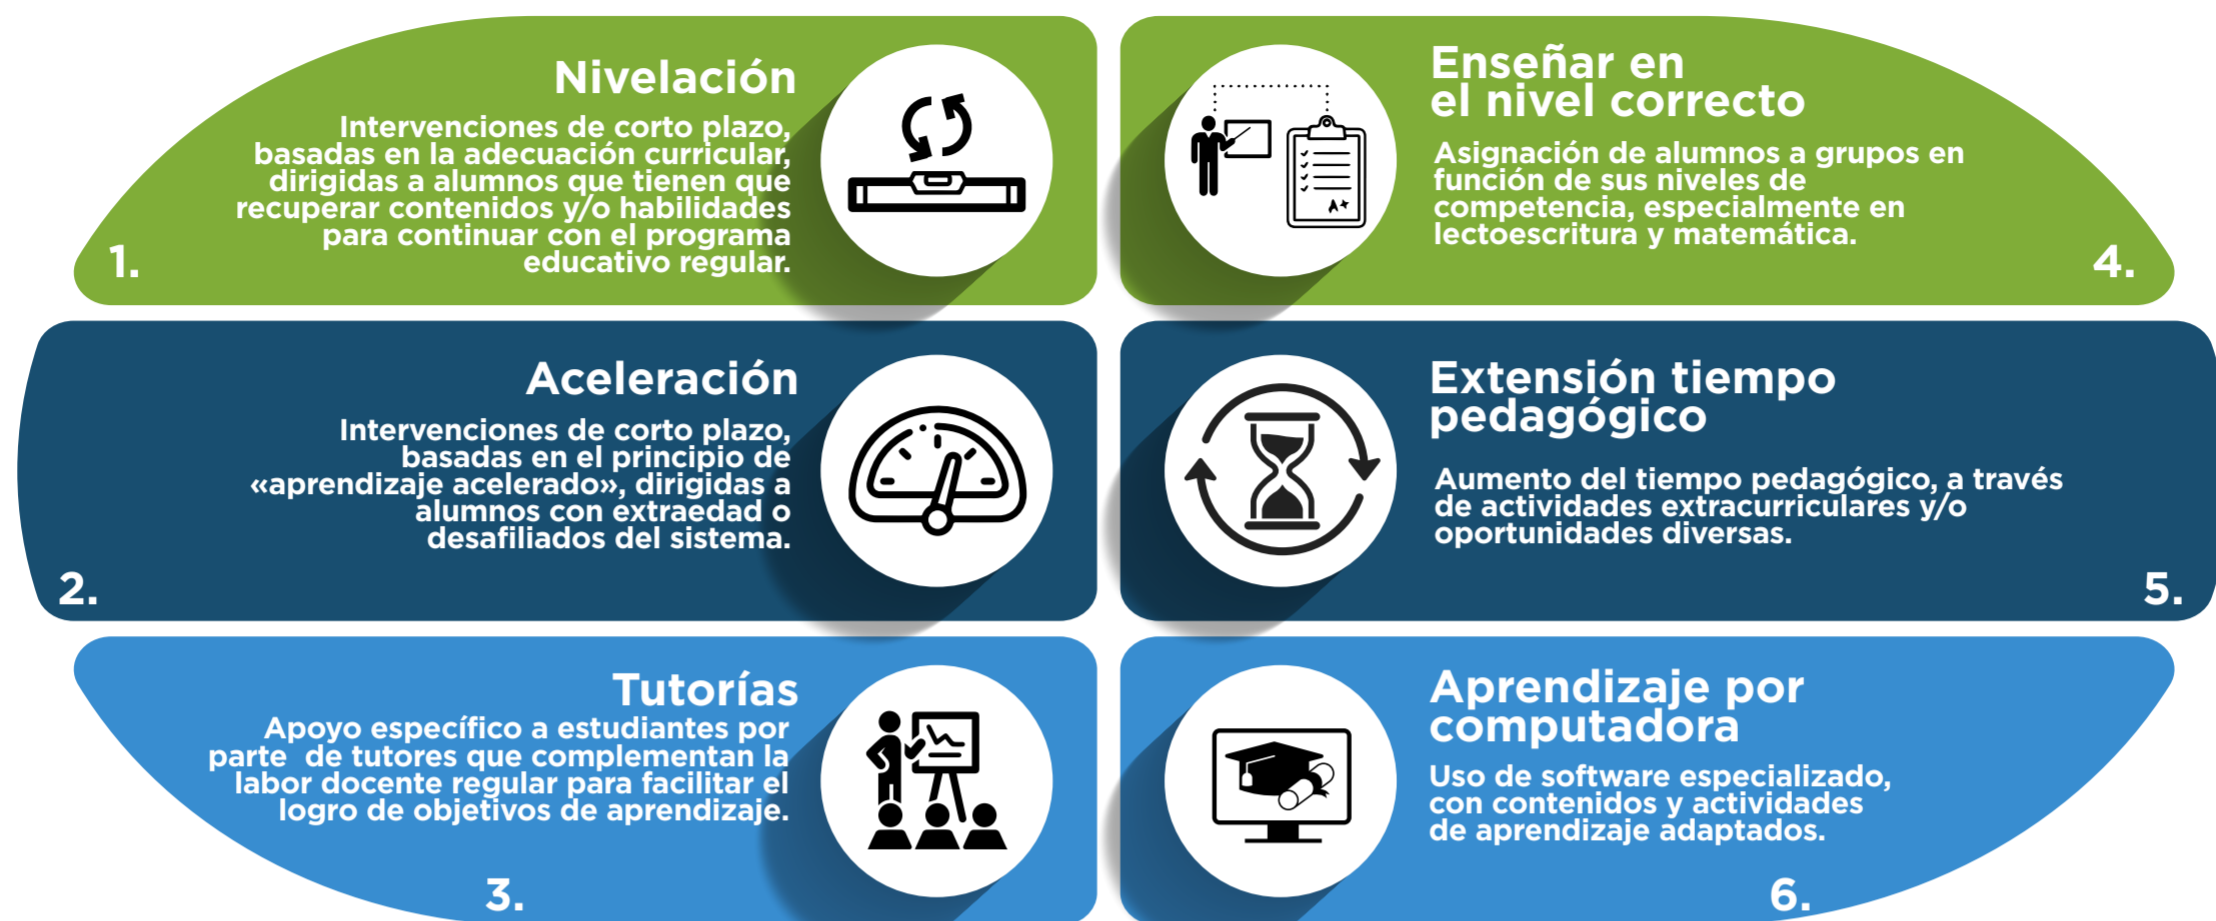 Nivelación
Intervenciones de corto plazo,
basadas en la adecuación curricular,
dirigidas a alumnos que tienen que
recuperar contenidos y/o habilidades
para continuar con el programa
educativo regular.
1.
Aceleración
Intervenciones de corto plazo,
basadas en el principio de
«aprendizaje acelerado», dirigidas a
alumnos con extraedad o
desafiliados del sistema.
2.
Tutorías
Apoyo específico a estudiantes por
parte de tutores que complementan la
labor docente regular para facilitar el
logro de objetivos de aprendizaje.
3.
Enseñar en
el nivel correcto
Asignación de alumnos a grupos en
función de sus niveles de
competencia, especialmente en
lectoescritura y matemática.
A+
4.
Extensión tiempo
pedagógico
Aumento del tiempo pedagógico, a través
de actividades extracurriculares y/o
oportunidades diversas.
5.
Aprendizaje por
computadora
Uso de software especializado,
con contenidos y actividades
de aprendizaje adaptados.
6.